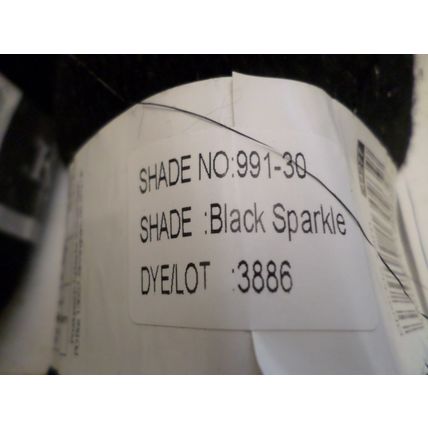 SHADE NO:991-30
SHADE :Black Sparkle
DYE/LOT :3886